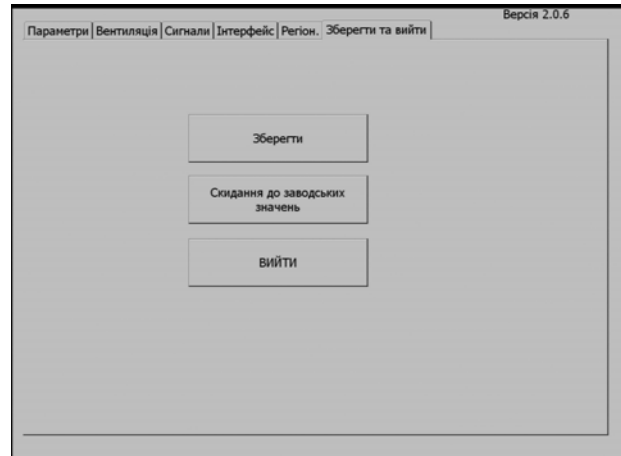 Версія 2.0.6
Параметри Вентиляція Сигнали Інтерфейс Регіон. Зберегти та вийти
Зберегти
Скидання до заводських
значень
ВИЙТИ